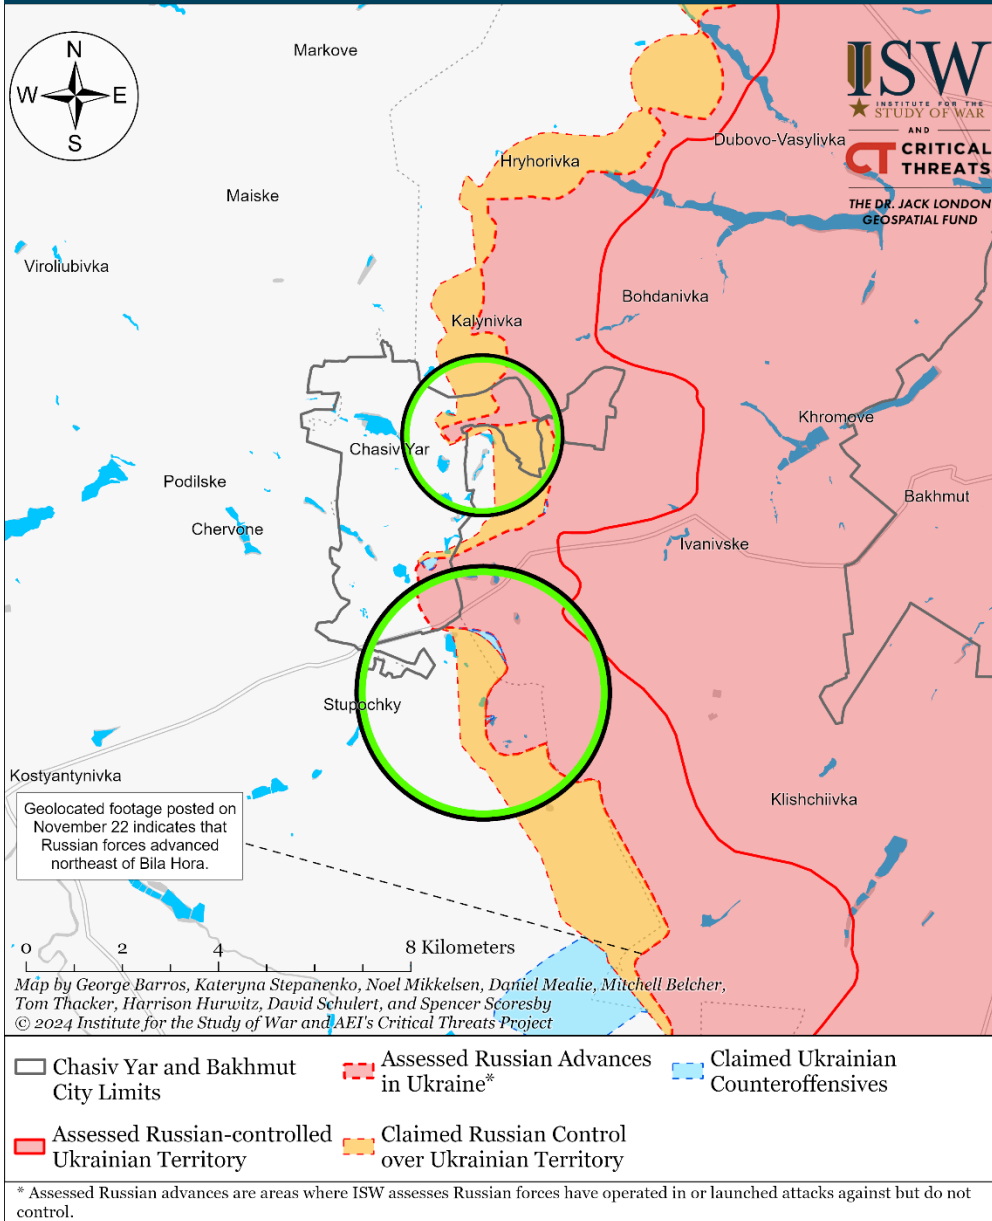 Markove
N
W
E
S
ISW
INSTITUTE FOR THE
STUDY OF WAR
AND
CT CRITICAL
THREATS
THE DR. JACK LONDON
GEOSPATIAL FUND
Dubovo-Vasylivka
Hryhorivka
Maiske
Viroliubivka
Bohdanivka
Kalynivka
Khromove
Chasiv Yar
Podilske
Bakhmut
Chervone
Ivanivske
Stupochky
Kostyantynivka
Klishchiivka
Geolocated footage posted on
November 22 indicates that
Russian forces advanced
northeast of Bila Hora.
0 2 4 8 Kilometers
Map by George Barros, Kateryna Stepanenko, Noel Mikkelsen, Daniel Mealie, Mitchell Belcher,
Tom Thacker, Harrison Hurwitz, David Schulert, and Spencer Scoresby
© 2024 Institute for the Study of War and AEI's Critical Threats Project
Chasiv Yar and Bakhmut
City Limits
Assessed Russian Advances
in Ukraine*
Claimed Ukrainian
Counteroffensives
Assessed Russian-controlled
Ukrainian Territory
Claimed Russian Control
over Ukrainian Territory
* Assessed Russian advances are areas where ISW assesses Russian forces have operated in or launched attacks against but do not
control.